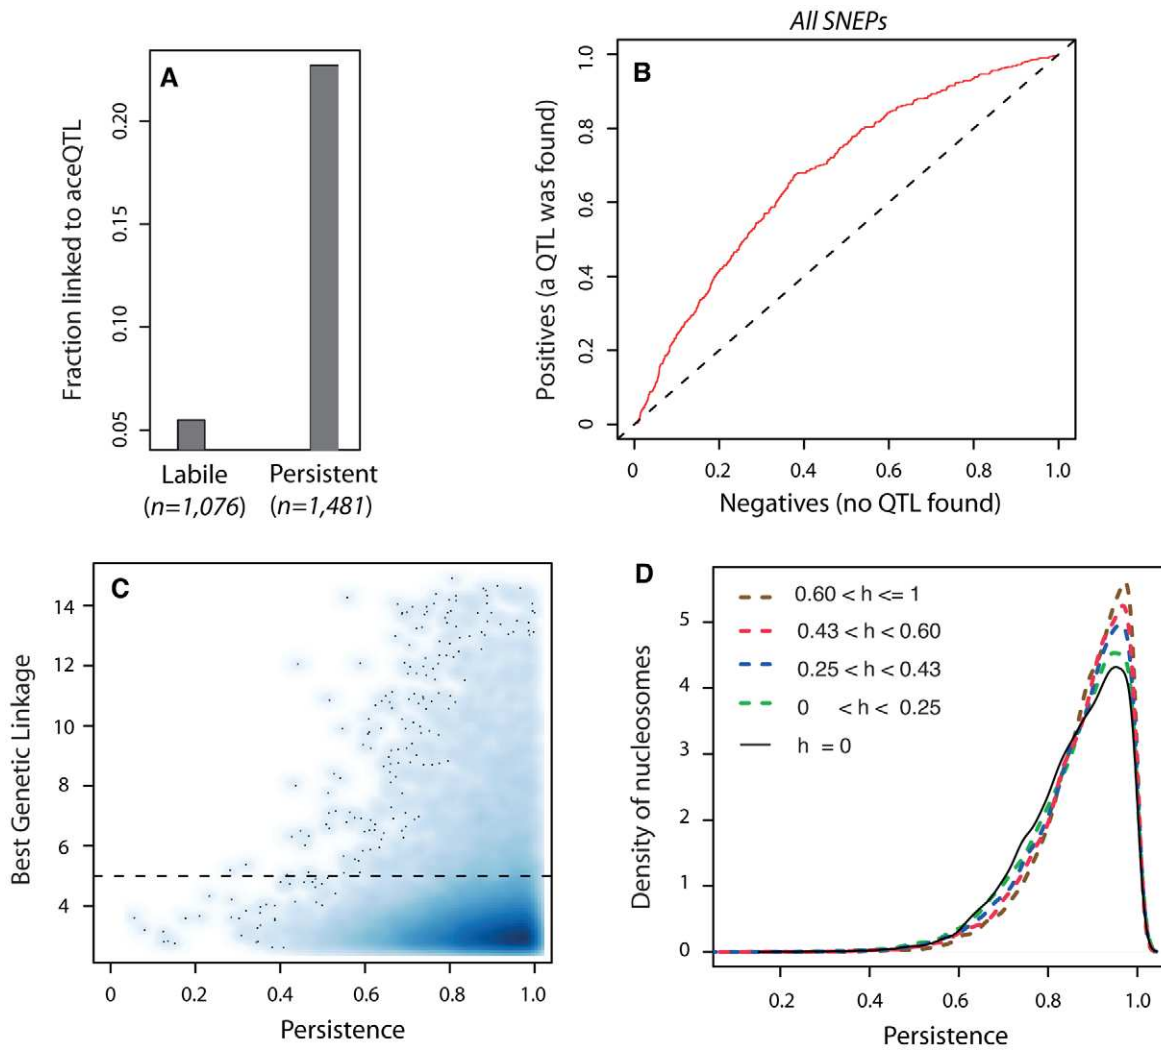 A
Fraction linked to aceQTL
0.20
0.15
0.10
0.05
Labile
(n=1,076)
Persistent
(n=1,481)
All SNEPs
B
Positives (a QTL was found)
1.0
0.8
0.6
0.4
0.2
0
0 0.2 0.4 0.6 0.8 1.0
Negatives (no QTL found)
C
Best Genetic Linkage
14
12
10
8
6
4
0 0.2 0.4 0.6 0.8 1.0
Persistence
D
0.60 < h <= 1
0.43 < h < 0.60
0.25 < h < 0.43
0 < h < 0.25
h = 0
Density of nucleosomes
5
4
3
2
1
0
0.2 0.4 0.6 0.8 1.0
Persistence